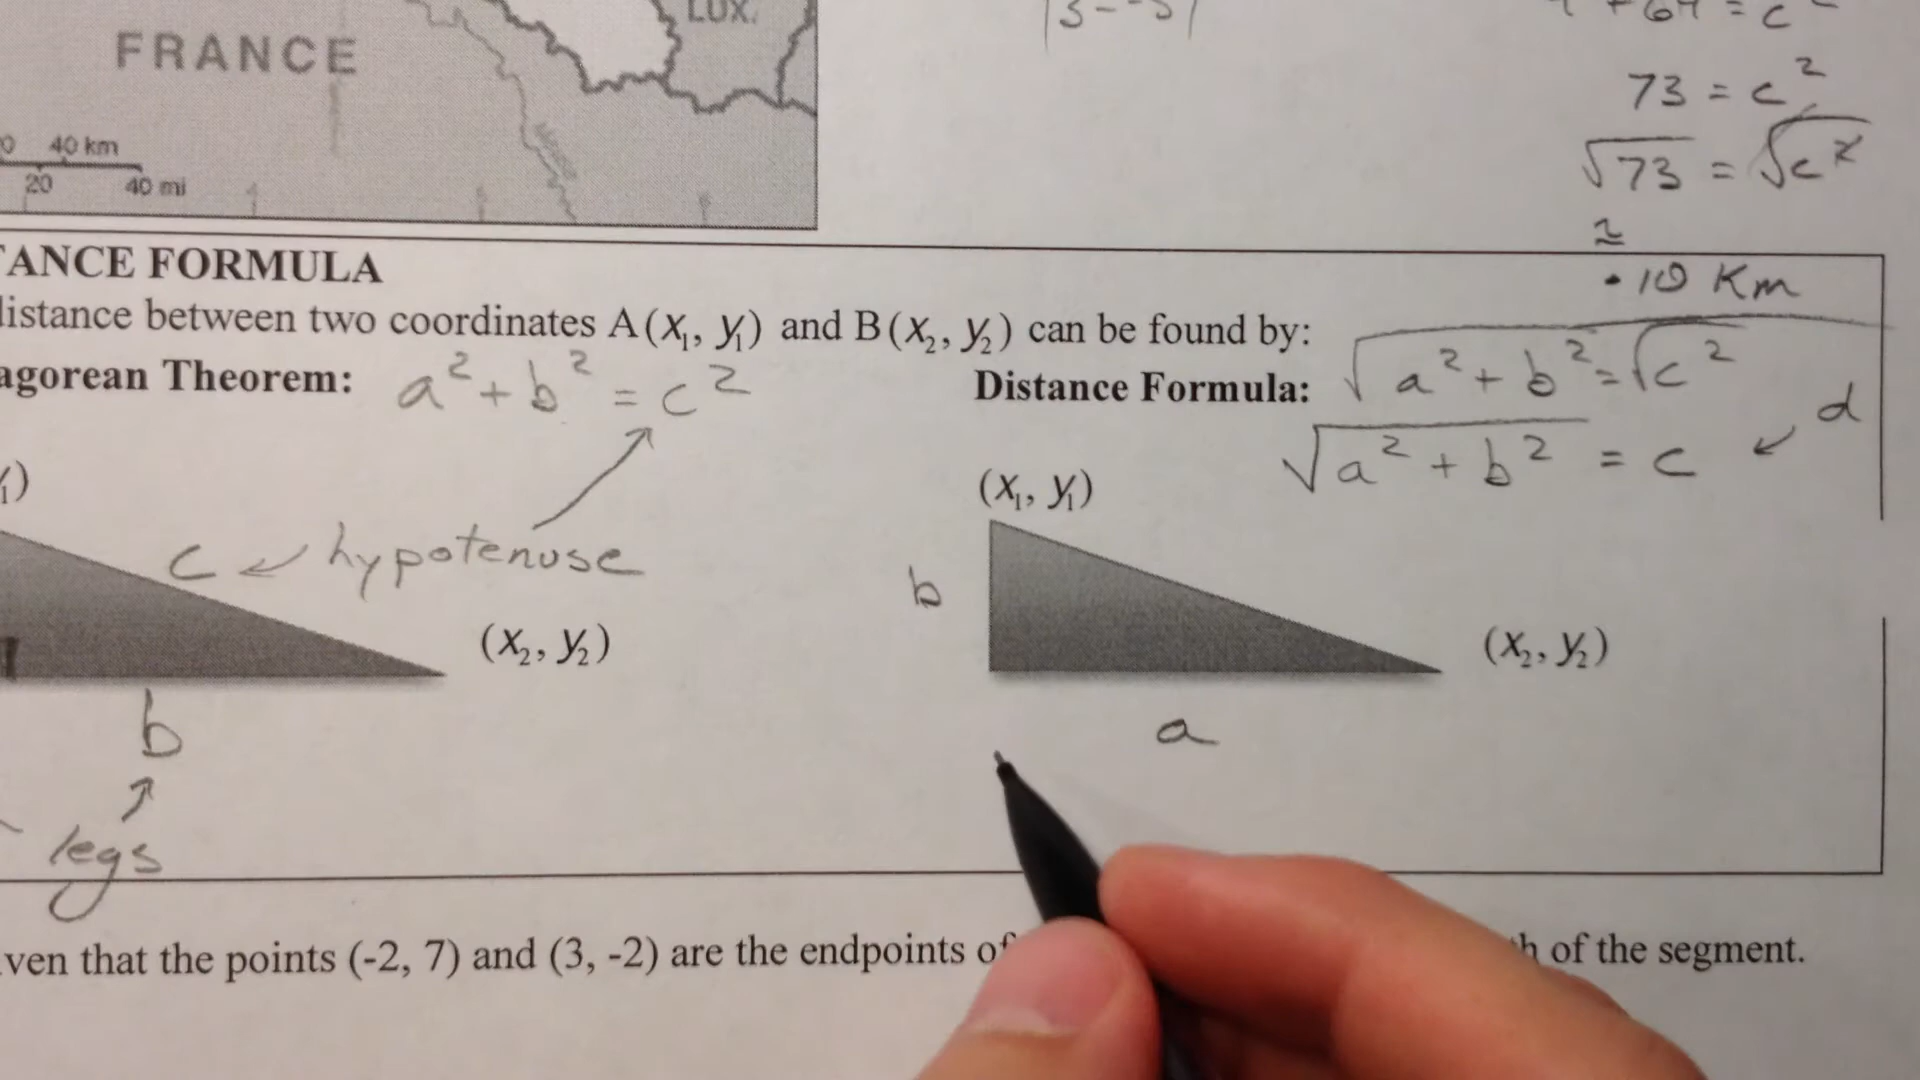 LUX.
FRANCE
40 km
20 40 mi
73 = c²
√73 = √c²
≈
10 Km
TANCE FORMULA
distance between two coordinates A(x₁, y₁) and B(x₂, y₂) can be found by:
agorean Theorem: a² + b² = c²
Distance Formula: √a² + b² = √c²
√a² + b² = c ↙ d
(x₁, y₁)
c ← hypotenuse
b
(x₂, y₂)
(x₂, y₂)
b
a
legs
ven that the points (-2, 7) and (3, -2) are the endpoints of
h of the segment.